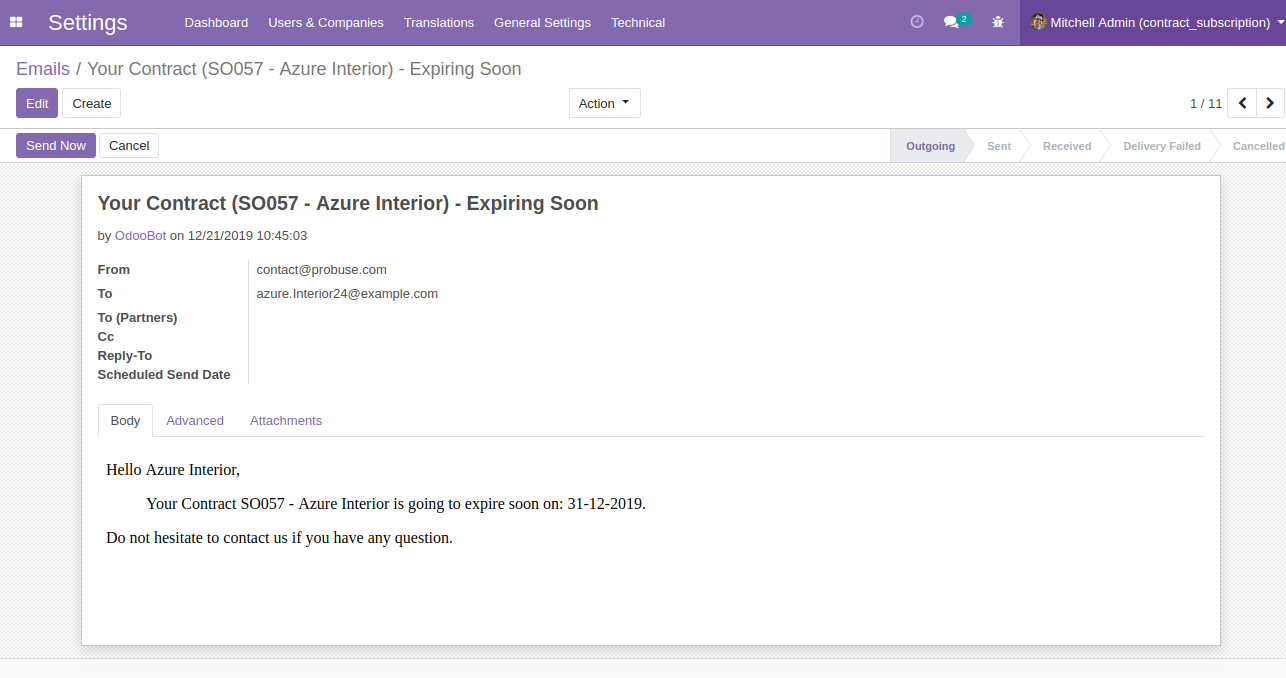 Settings Dashboard Users & Companies Translations General Settings Technical 2 Mitchell Admin (contract_subscription)
Emails / Your Contract (SO057 - Azure Interior) - Expiring Soon
Edit Create Action 1 / 11
Send Now Cancel Outgoing Sent Received Delivery Failed Cancelled
Your Contract (SO057 - Azure Interior) - Expiring Soon
by OdooBot on 12/21/2019 10:45:03
From contact@probuse.com
To azure.Interior24@example.com
To (Partners)
Cc
Reply-To
Scheduled Send Date
Body Advanced Attachments
Hello Azure Interior,
Your Contract SO057 - Azure Interior is going to expire soon on: 31-12-2019.
Do not hesitate to contact us if you have any question.